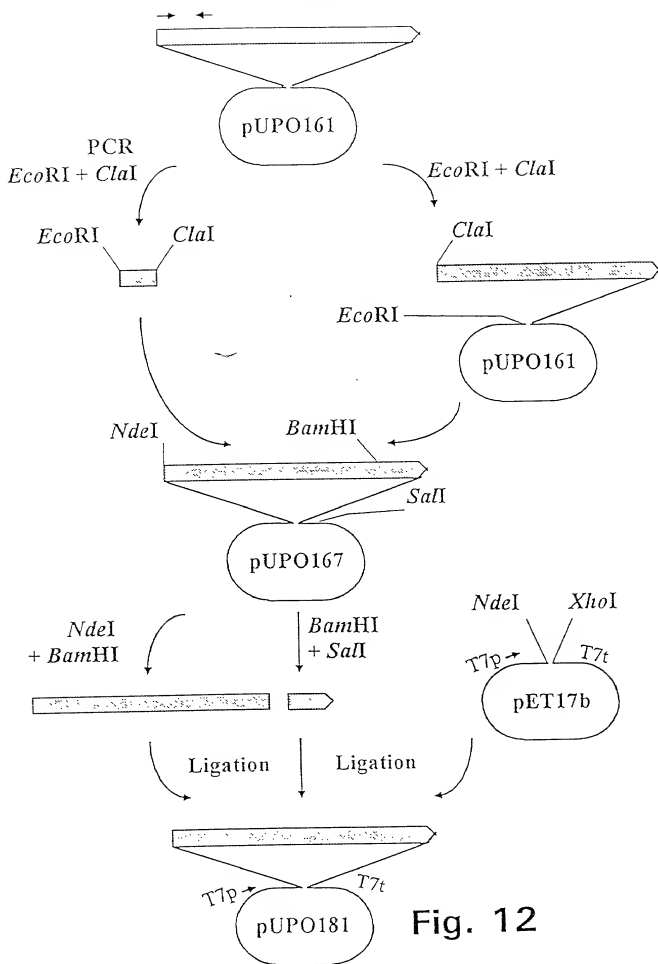 pUPO161
PCR
EcoRI + ClaI
EcoRI + ClaI
EcoRI
ClaI
ClaI
EcoRI
pUPO161
NdeI
BamHI
SalI
pUPO167
NdeI
+ BamHI
BamHI
+ SalI
NdeI
XhoI
T7p
T7t
pET17b
Ligation
Ligation
T7p
T7t
pUPO181
Fig. 12